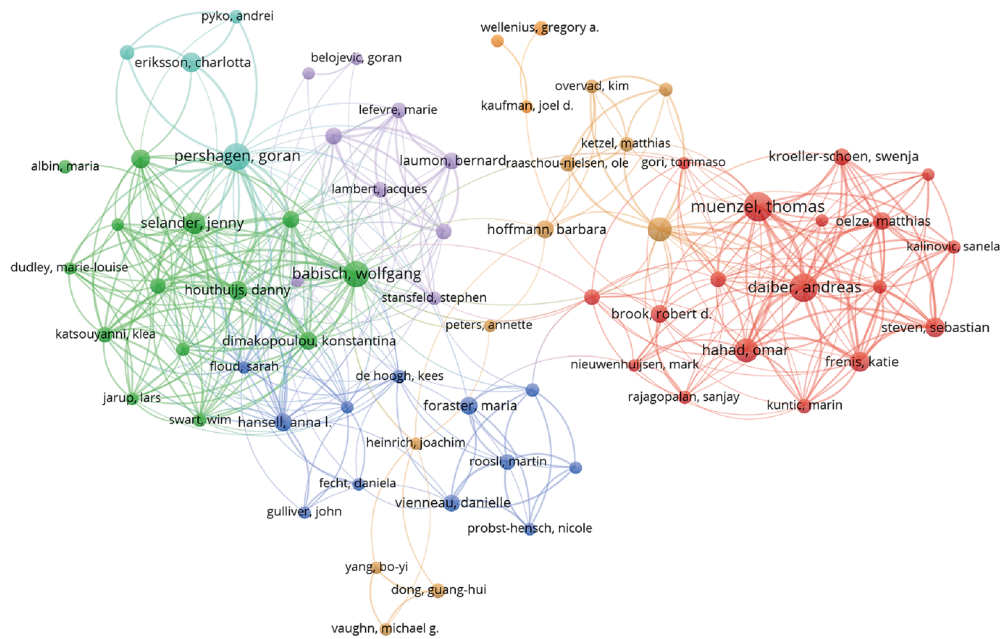 pyko, andrei
wellenius, gregory a.
belojevic, goran
eriksson, charlotta
overvad, kim
kaufman, joel d.
lefevre, marie
ketzel, matthias
pershagen, goran
laumon, bernard
raaschou-nielsen, ole
gori, tommaso
kroeller-schoen, swenja
albin, maria
lambert, jacques
muenzel, thomas
selander, jenny
oelze, matthias
hoffmann, barbara
kalinovic, sanela
dudley, marie-louise
babisch, wolfgang
houthuijs, danny
daiber, andreas
stansfeld, stephen
brook, robert d.
peters, annette
steven, sebastian
katsouyanni, klea
dimakopoulou, konstantina
hahad, omar
floud, sarah
nieuwenhuijsen, mark
frenis, katie
de hoogh, kees
jarup, lars
rajagopalan, sanjay
kuntic, marin
foraster, maria
swart, wim
hansell, anna l.
heinrich, joachim
roosli, martin
fecht, daniela
vienneau, danielle
gulliver, john
probst-hensch, nicole
yang, bo-yi
dong, guang-hui
vaughn, michael g.